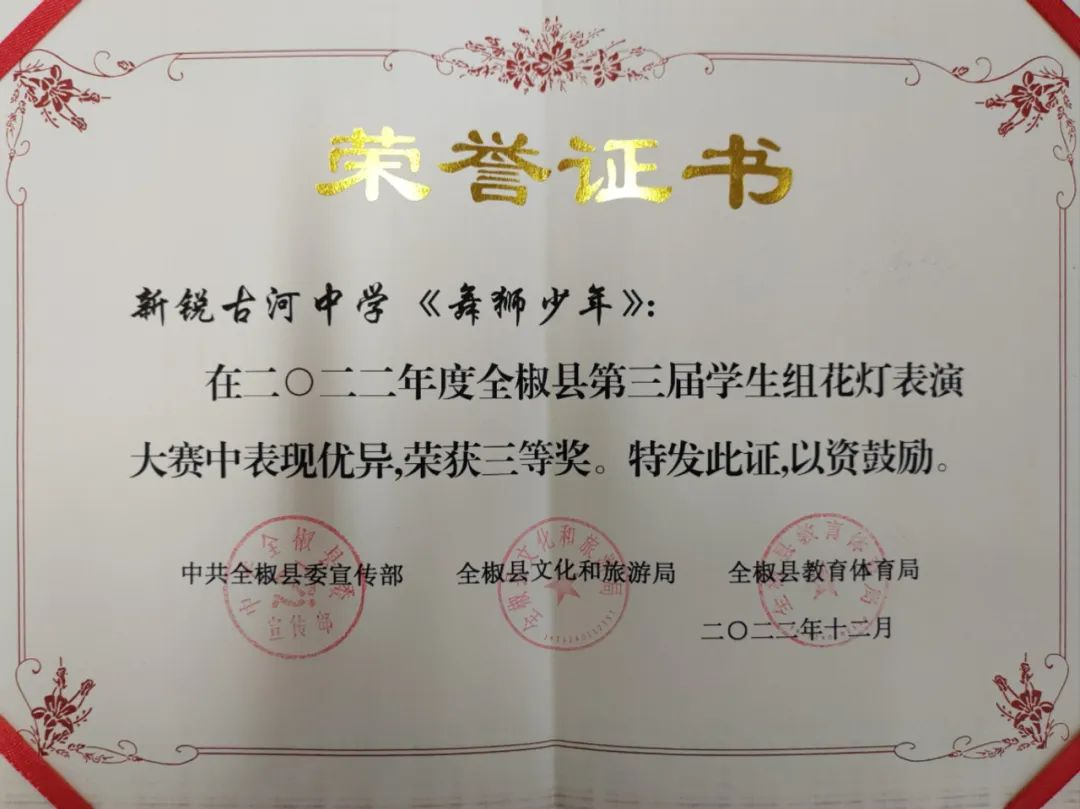 荣誉证书
新锐古河中学《舞狮少年》：
在二〇二二年度全椒县第三届学生组花灯表演
大赛中表现优异,荣获三等奖。特发此证,以资鼓励。
中共全椒县委宣传部 全椒县文化和旅游局 全椒县教育体育局
二〇二二年十二月